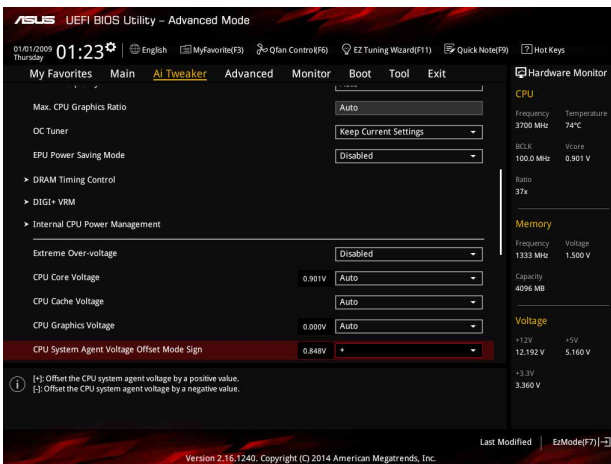 ASUS UEFI BIOS Utility – Advanced Mode
01/01/2009 Thursday 01:23 English MyFavorite(F3) Qfan Control(F6) EZ Tuning Wizard(F11) Quick Note(F9) ? Hot Keys
My Favorites Main Ai Tweaker Advanced Monitor Boot Tool Exit
Max. CPU Graphics Ratio Auto
OC Tuner Keep Current Settings
EPU Power Saving Mode Disabled
> DRAM Timing Control
> DIGI+ VRM
> Internal CPU Power Management
Extreme Over-voltage Disabled
CPU Core Voltage 0.901V Auto
CPU Cache Voltage Auto
CPU Graphics Voltage 0.000V Auto
CPU System Agent Voltage Offset Mode Sign 0.848V +
[+]: Offset the CPU system agent voltage by a positive value.
[-]: Offset the CPU system agent voltage by a negative value.
Hardware Monitor
CPU
Frequency Temperature
3700 MHz 74°C
BCLK Vcore
100.0 MHz 0.901 V
Ratio
37x
Memory
Frequency Voltage
1333 MHz 1.500 V
Capacity
4096 MB
Voltage
+12V +5V
12.192 V 5.160 V
+3.3V
3.360 V
Last Modified EzMode(F7)
Version 2.16.1240. Copyright (C) 2014 American Megatrends, Inc.